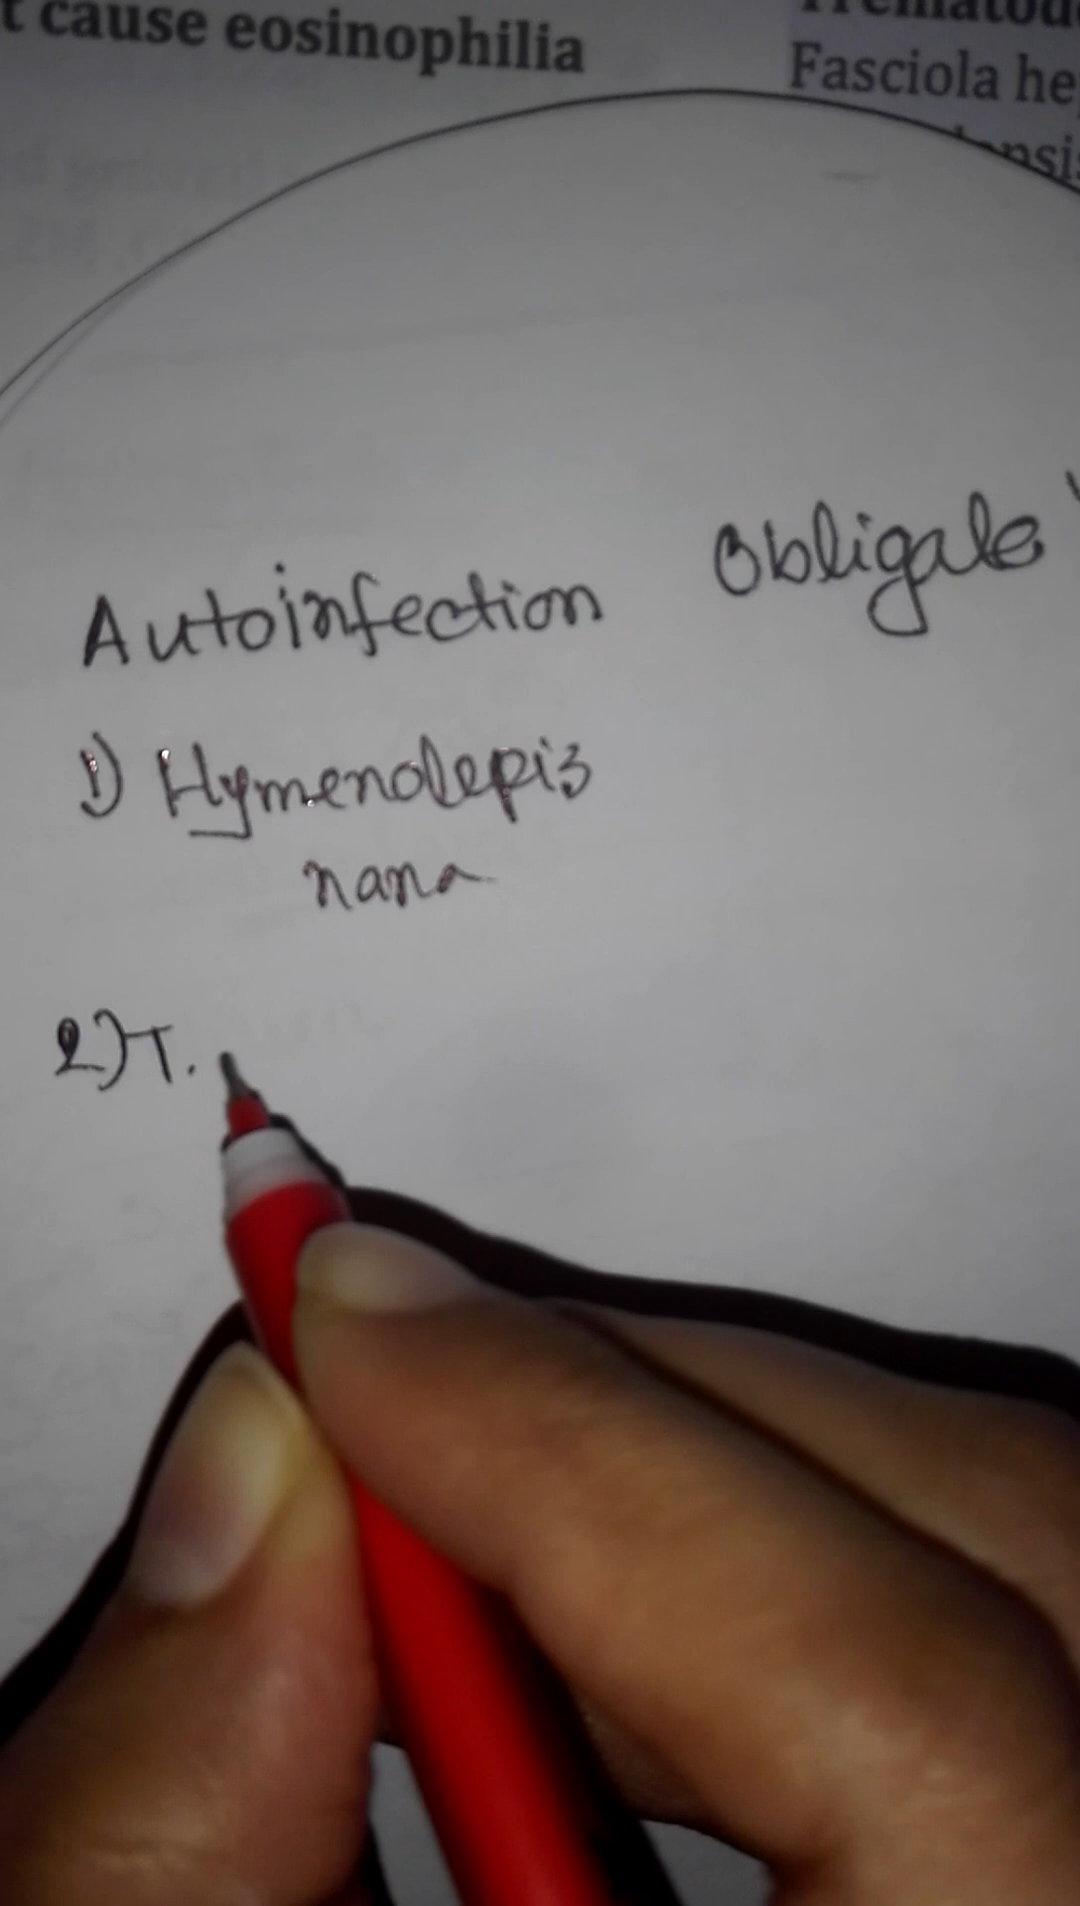 t cause eosinophilia
Fasciola he
Autoinfection
Obligate
1) Hymenolepis
nana
2) T.